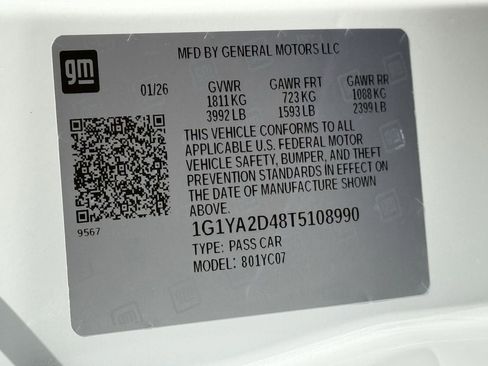 gm
MFD BY GENERAL MOTORS LLC
01/26 GVWR GAWR FRT GAWR RR
1811 KG 723 KG 1088 KG
3992 LB 1593 LB 2399 LB
THIS VEHICLE CONFORMS TO ALL
APPLICABLE U.S. FEDERAL MOTOR
VEHICLE SAFETY, BUMPER, AND THEFT
PREVENTION STANDARDS IN EFFECT ON
THE DATE OF MANUFACTURE SHOWN ABOVE.
9567
1G1YA2D48T5108990
TYPE: PASS CAR
MODEL: 801YC07